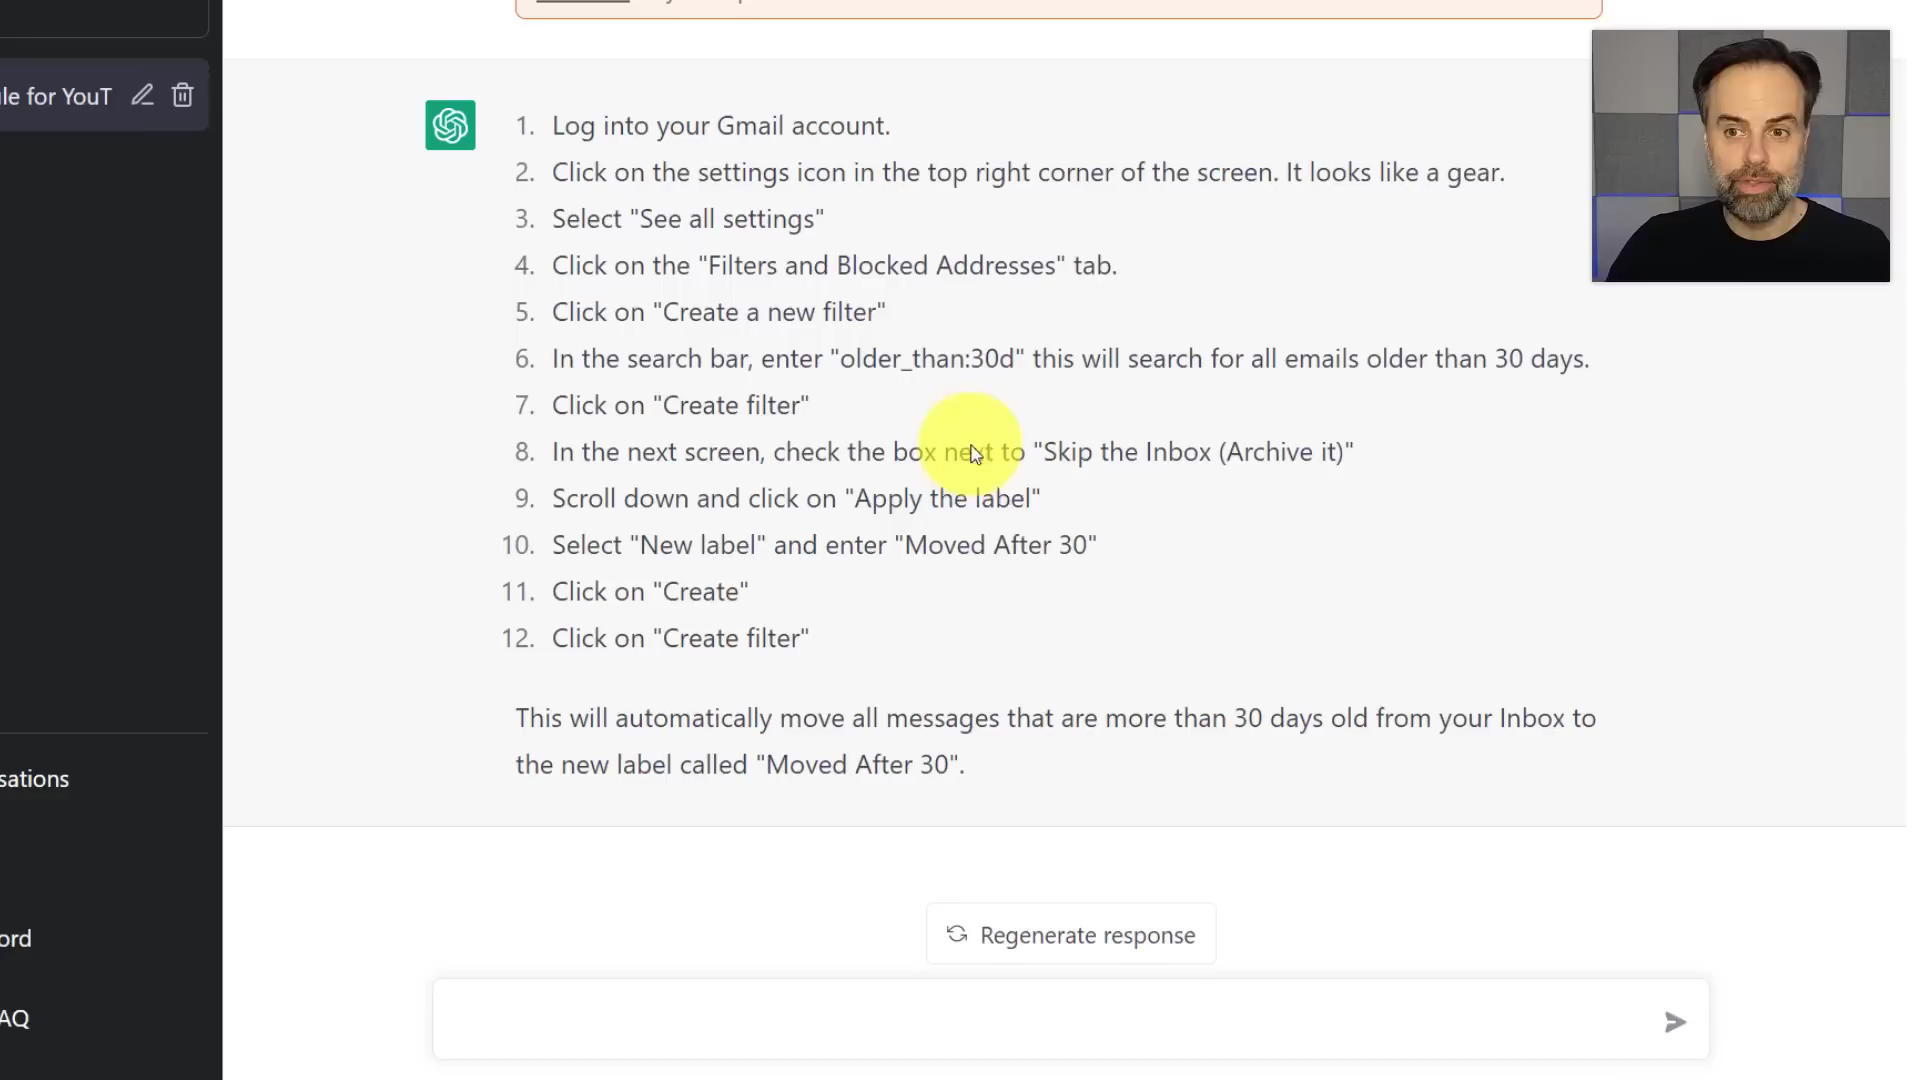 le for YouT
1. Log into your Gmail account.
2. Click on the settings icon in the top right corner of the screen. It looks like a gear.
3. Select "See all settings"
4. Click on the "Filters and Blocked Addresses" tab.
5. Click on "Create a new filter"
6. In the search bar, enter "older_than:30d" this will search for all emails older than 30 days.
7. Click on "Create filter"
8. In the next screen, check the box next to "Skip the Inbox (Archive it)"
9. Scroll down and click on "Apply the label"
10. Select "New label" and enter "Moved After 30"
11. Click on "Create"
12. Click on "Create filter"
This will automatically move all messages that are more than 30 days old from your Inbox to
the new label called "Moved After 30".
sations
ord
AQ
Regenerate response